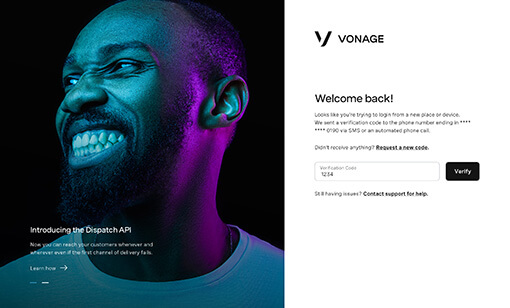 VONAGE
Welcome back!
Looks like you're trying to login from a new place or device.
We sent a verification code to the phone number ending in ****
**** 0190 via SMS or an automated phone call.
Didn't receive anything? Request a new code.
Verification Code
1234
Verify
Still having issues? Contact support for help.
Introducing the Dispatch API
Now you can reach your customers whenever and
wherever even if the first channel of delivery fails.
Learn how